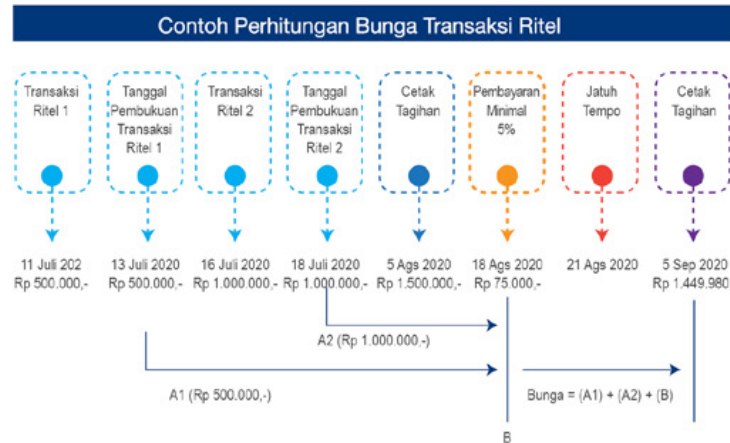 Contoh Perhitungan Bunga Transaksi Ritel
Transaksi
Ritel 1
Tanggal
Pembukuan
Transaksi
Ritel 1
Transaksi
Ritel 2
Tanggal
Pembukuan
Transaksi
Ritel 2
Cetak
Tagihan
Pembayaran
Minimal
5%
Jatuh
Tempo
Cetak
Tagihan
11 Juli 202
Rp 500.000,-
13 Juli 2020
Rp 500.000,-
16 Juli 2020
Rp 1.000.000,-
18 Juli 2020
Rp 1.000.000,-
5 Ags 2020
Rp 1.500.000,-
18 Ags 2020
Rp 75.000,-
21 Ags 2020
5 Sep 2020
Rp 1.449.980
A2 (Rp 1.000.000,-)
A1 (Rp 500.000,-)
Bunga = (A1) + (A2) + (B)
B